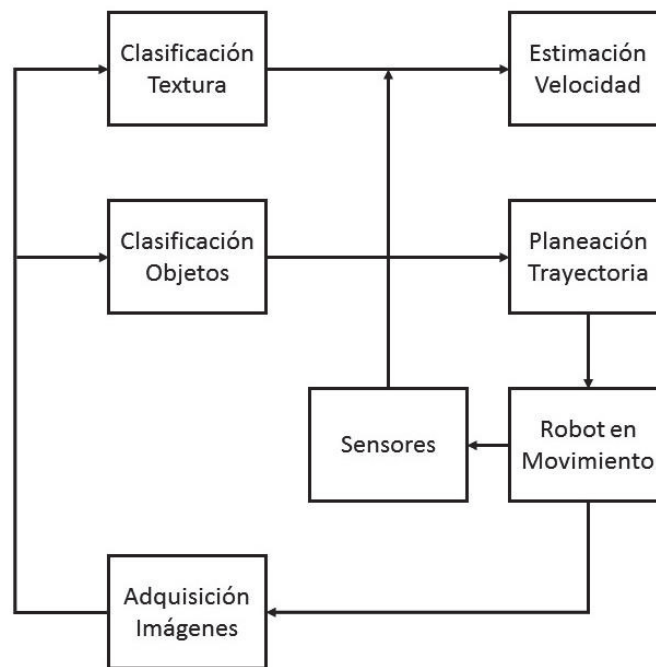 Clasificación
Textura
Estimación
Velocidad
Clasificación
Objetos
Planeación
Trayectoria
Sensores
Robot en
Movimiento
Adquisición
Imágenes